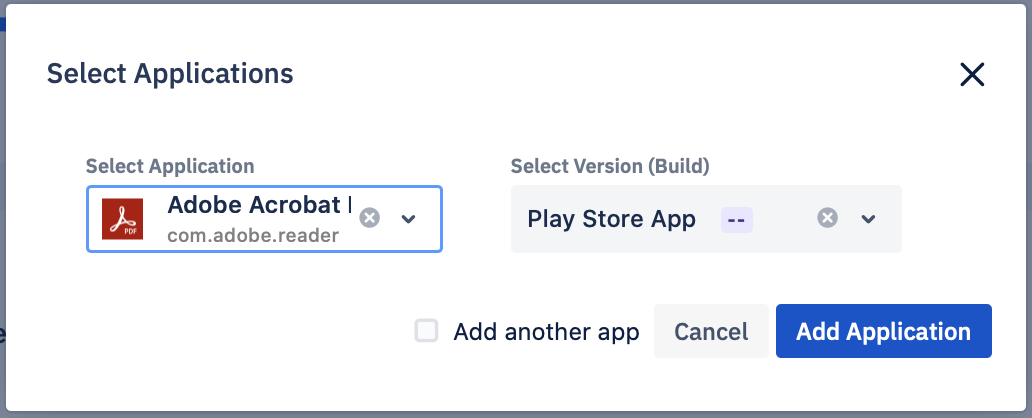 Select Applications
Select Application
Select Version (Build)
Adobe Acrobat
com.adobe.reader
PDF
Play Store App --
Add another app
Cancel
Add Application